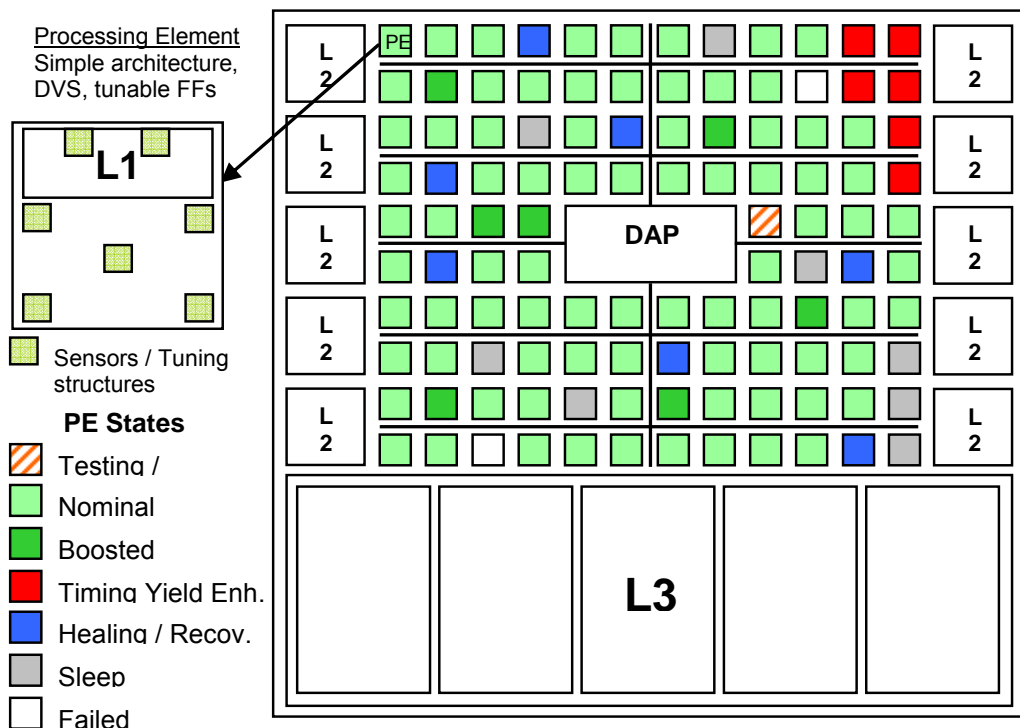 Processing Element
Simple architecture,
DVS, tunable FFs
L1
Sensors / Tuning
structures
PE States
Testing /
Nominal
Boosted
Timing Yield Enh.
Healing / Recov.
Sleep
Failed
PE
L
2
L
2
L
2
L
2
L
2
DAP
L
2
L
2
L
2
L
2
L
2
L3